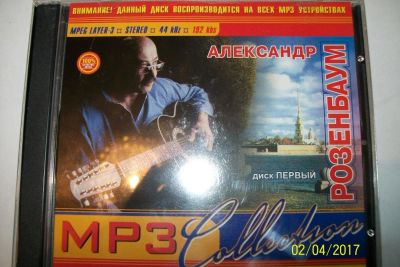 ВНИМАНИЕ! ДАННЫЙ ДИСК ВОСПРОИЗВОДИТСЯ НА ВСЕХ MP3 УСТРОЙСТВАХ
MPEG LAYER-3 STEREO 44 kHz 192 kbs
АЛЕКСАНДР
РОЗЕНБАУМ
100%
ДИСК ПЕРВЫЙ
MP3 Collection
02/04/2017